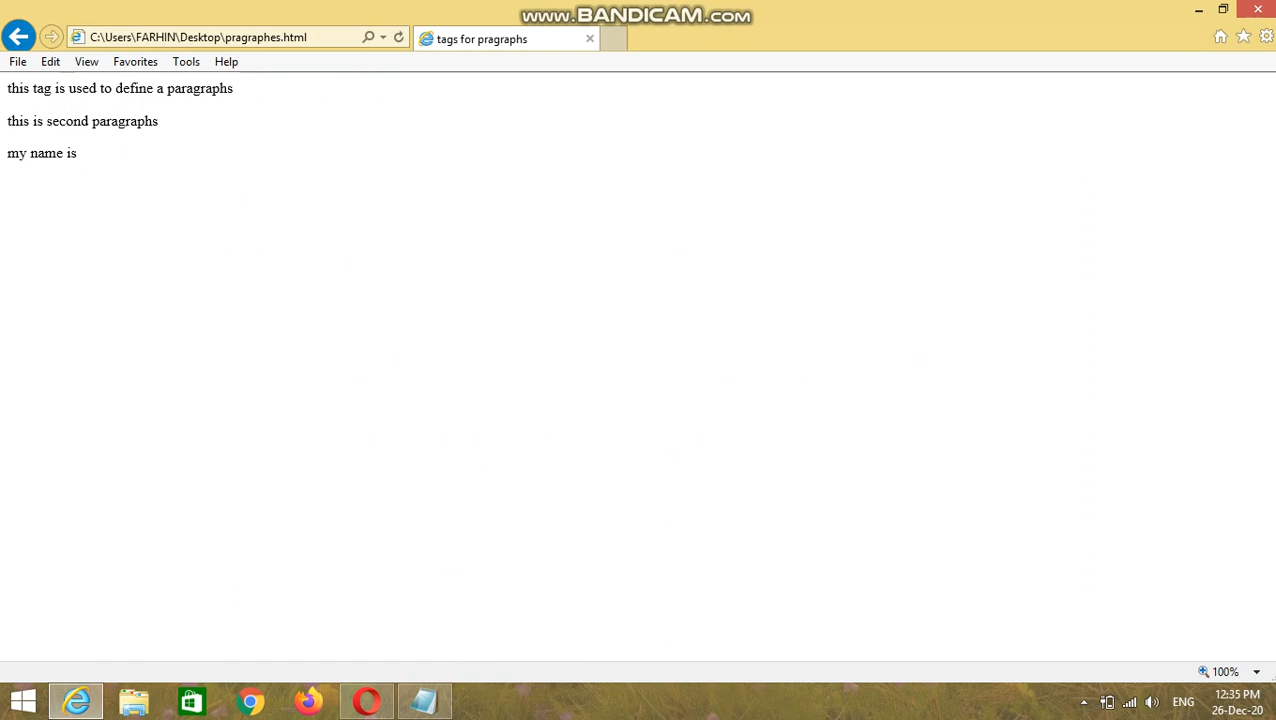 www.BANDICAM.com
C:\Users\FARHIN\Desktop\pragraphes.html
tags for pragraphs
File Edit View Favorites Tools Help
this tag is used to define a paragraphs
this is second paragraphs
my name is
100%
ENG
12:35 PM
26-Dec-20